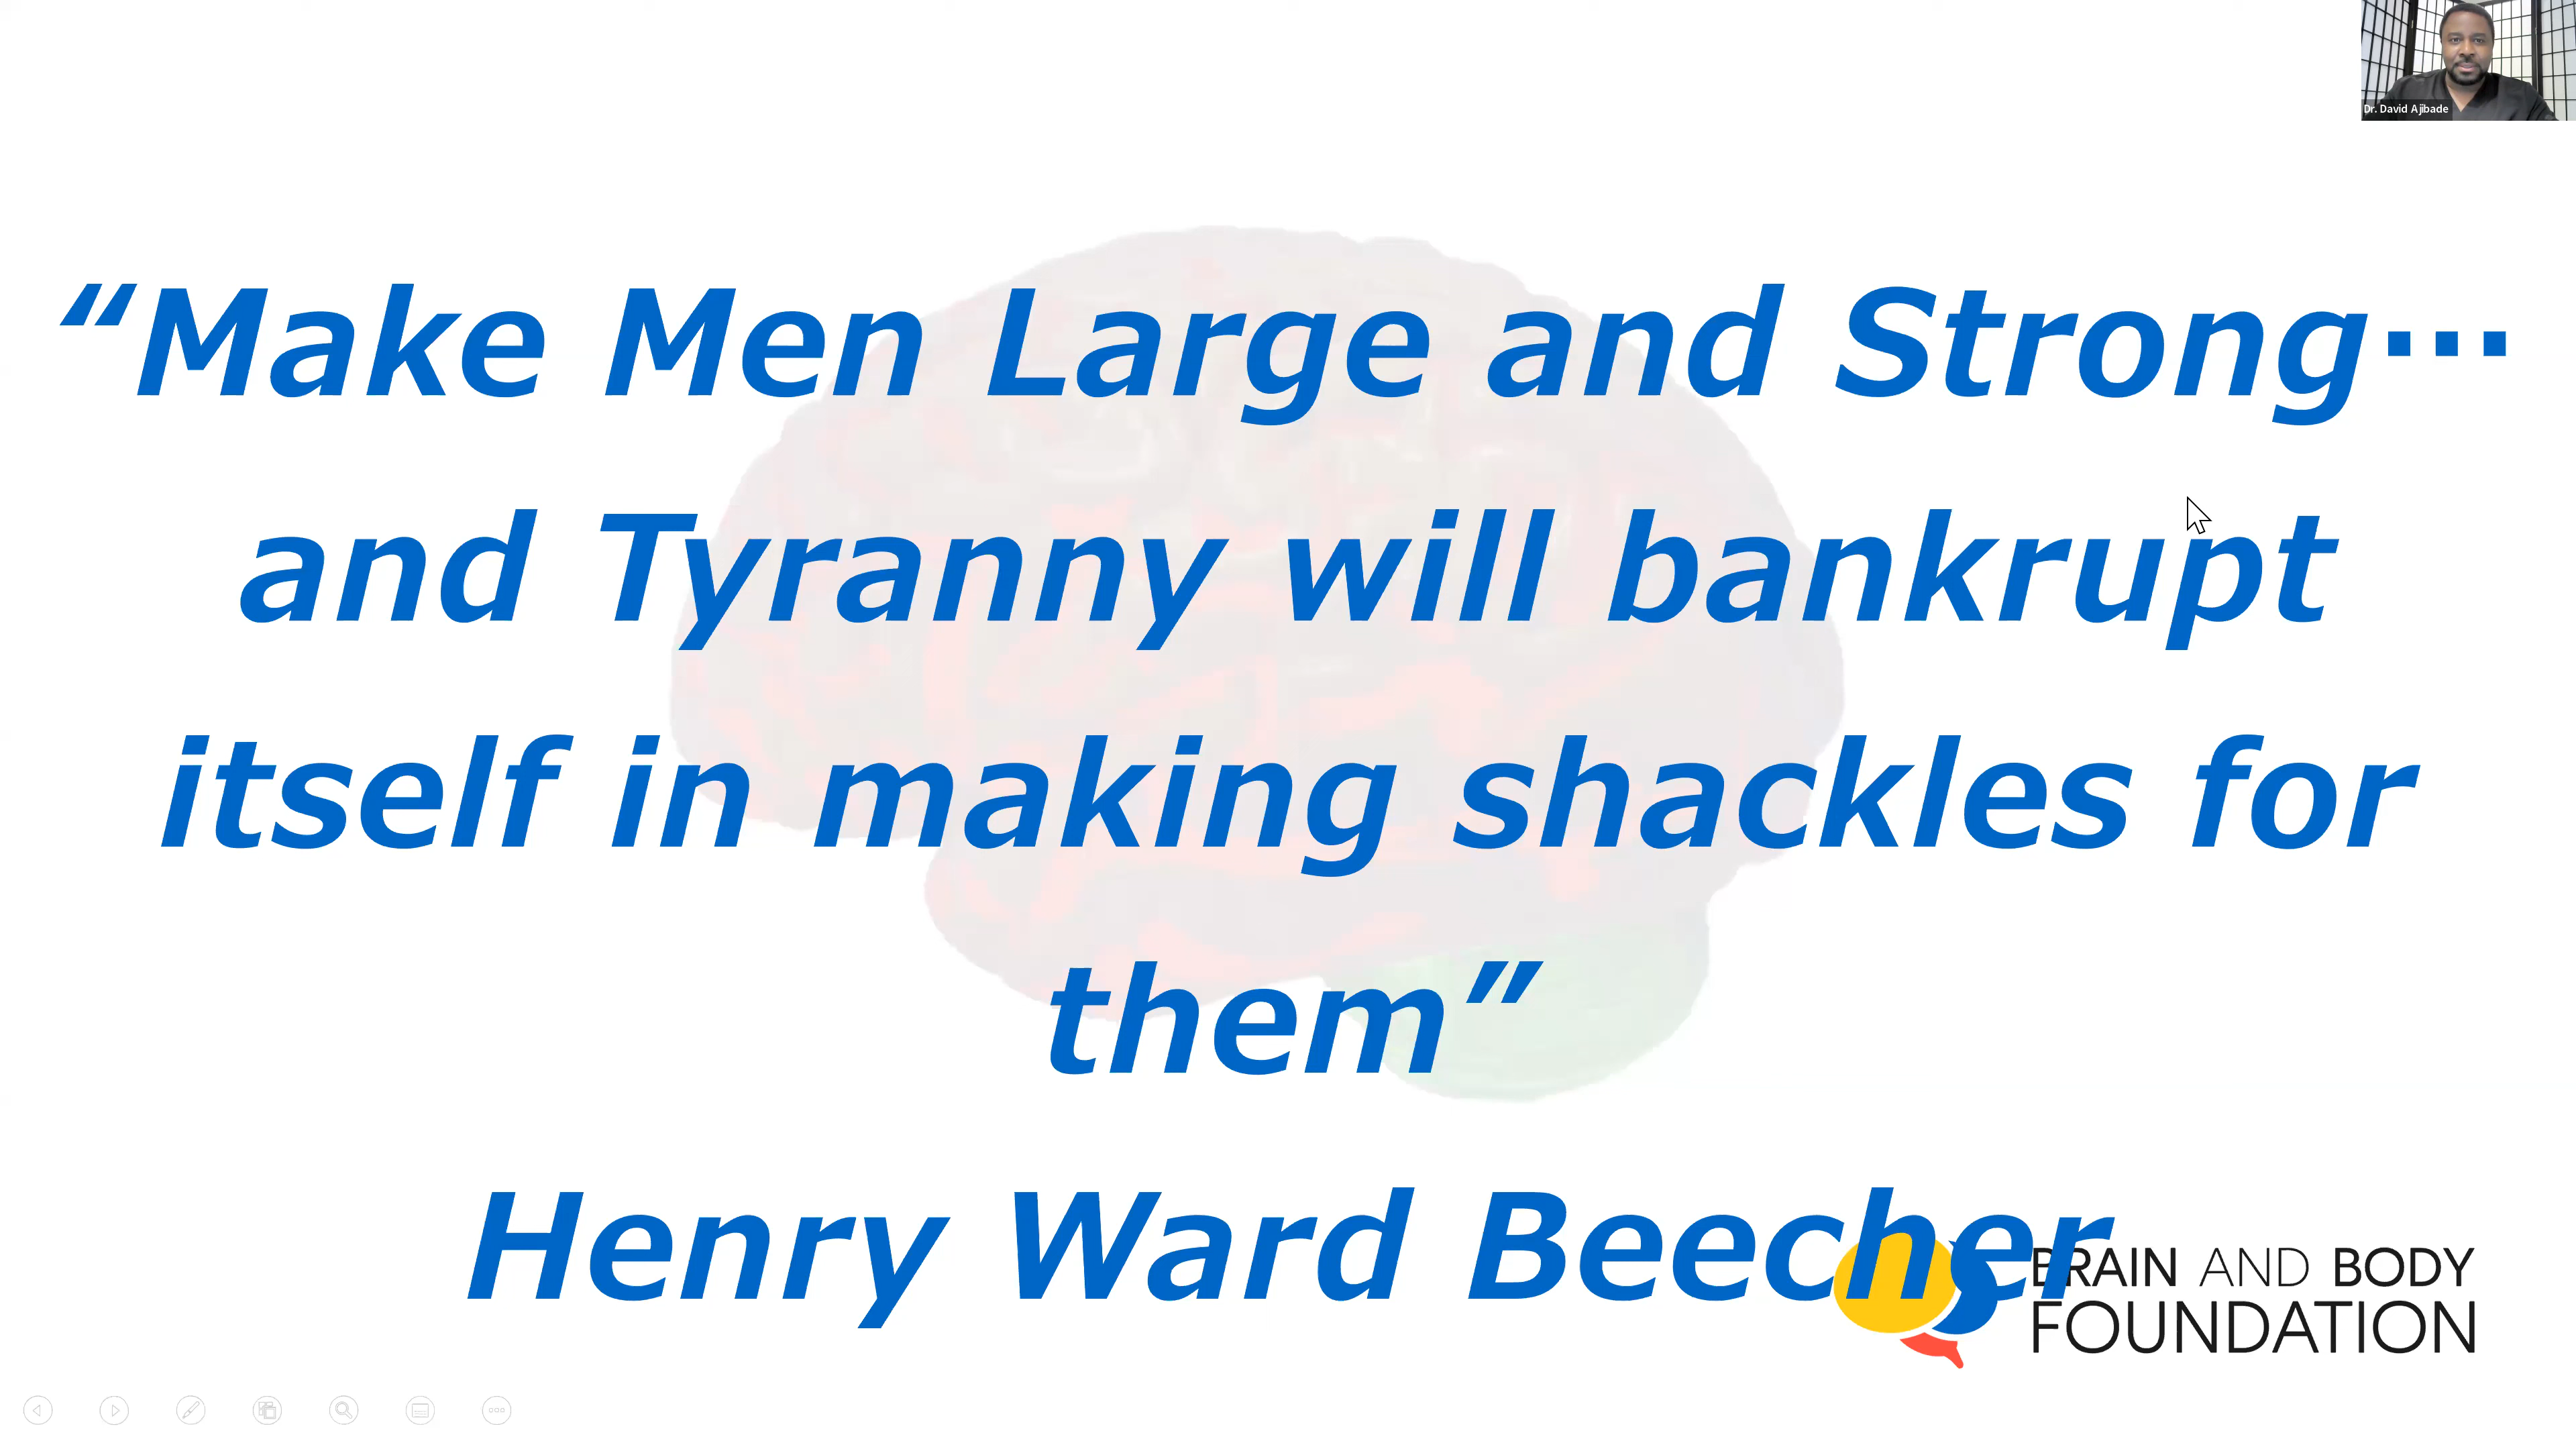 Dr. David Ajibade
“Make Men Large and Strong…
and Tyranny will bankrupt
itself in making shackles for
them”
Henry Ward Beecher
BRAIN AND BODY
FOUNDATION